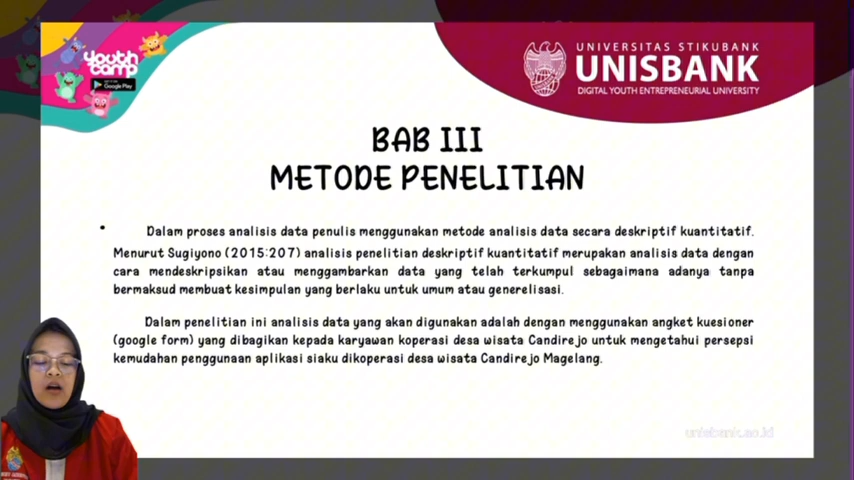 youth
camp
Google Play
UNIVERSITAS STIKUBANK
UNISBANK
DIGITAL YOUTH ENTREPRENEURIAL UNIVERSITY
BAB III
METODE PENELITIAN
• Dalam proses analisis data penulis menggunakan metode analisis data secara deskriptif kuantitatif.
Menurut Sugiyono (2015:207) analisis penelitian deskriptif kuantitatif merupakan analisis data dengan
cara mendeskripsikan atau menggambarkan data yang telah terkumpul sebagaimana adanya tanpa
bermaksud membuat kesimpulan yang berlaku untuk umum atau generelisasi.
Dalam penelitian ini analisis data yang akan digunakan adalah dengan menggunakan angket kuesioner
(google form) yang dibagikan kepada karyawan koperasi desa wisata Candirejo untuk mengetahui persepsi
kemudahan penggunaan aplikasi siaku dikoperasi desa wisata Candirejo Magelang.
unisbank.ac.id